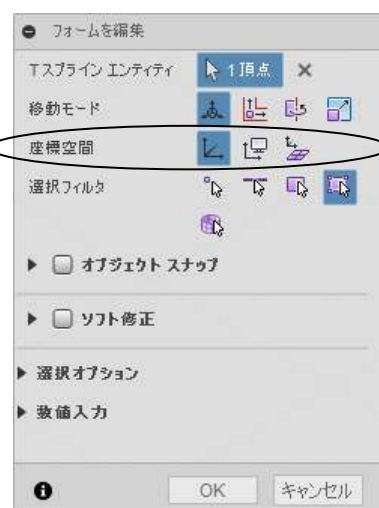 フォームを編集
Tスプライン エンティティ
1 頂点
移動モード
座標空間
選択フィルタ
オブジェクト スナップ
ソフト修正
選択オプション
数値入力
OK
キャンセル